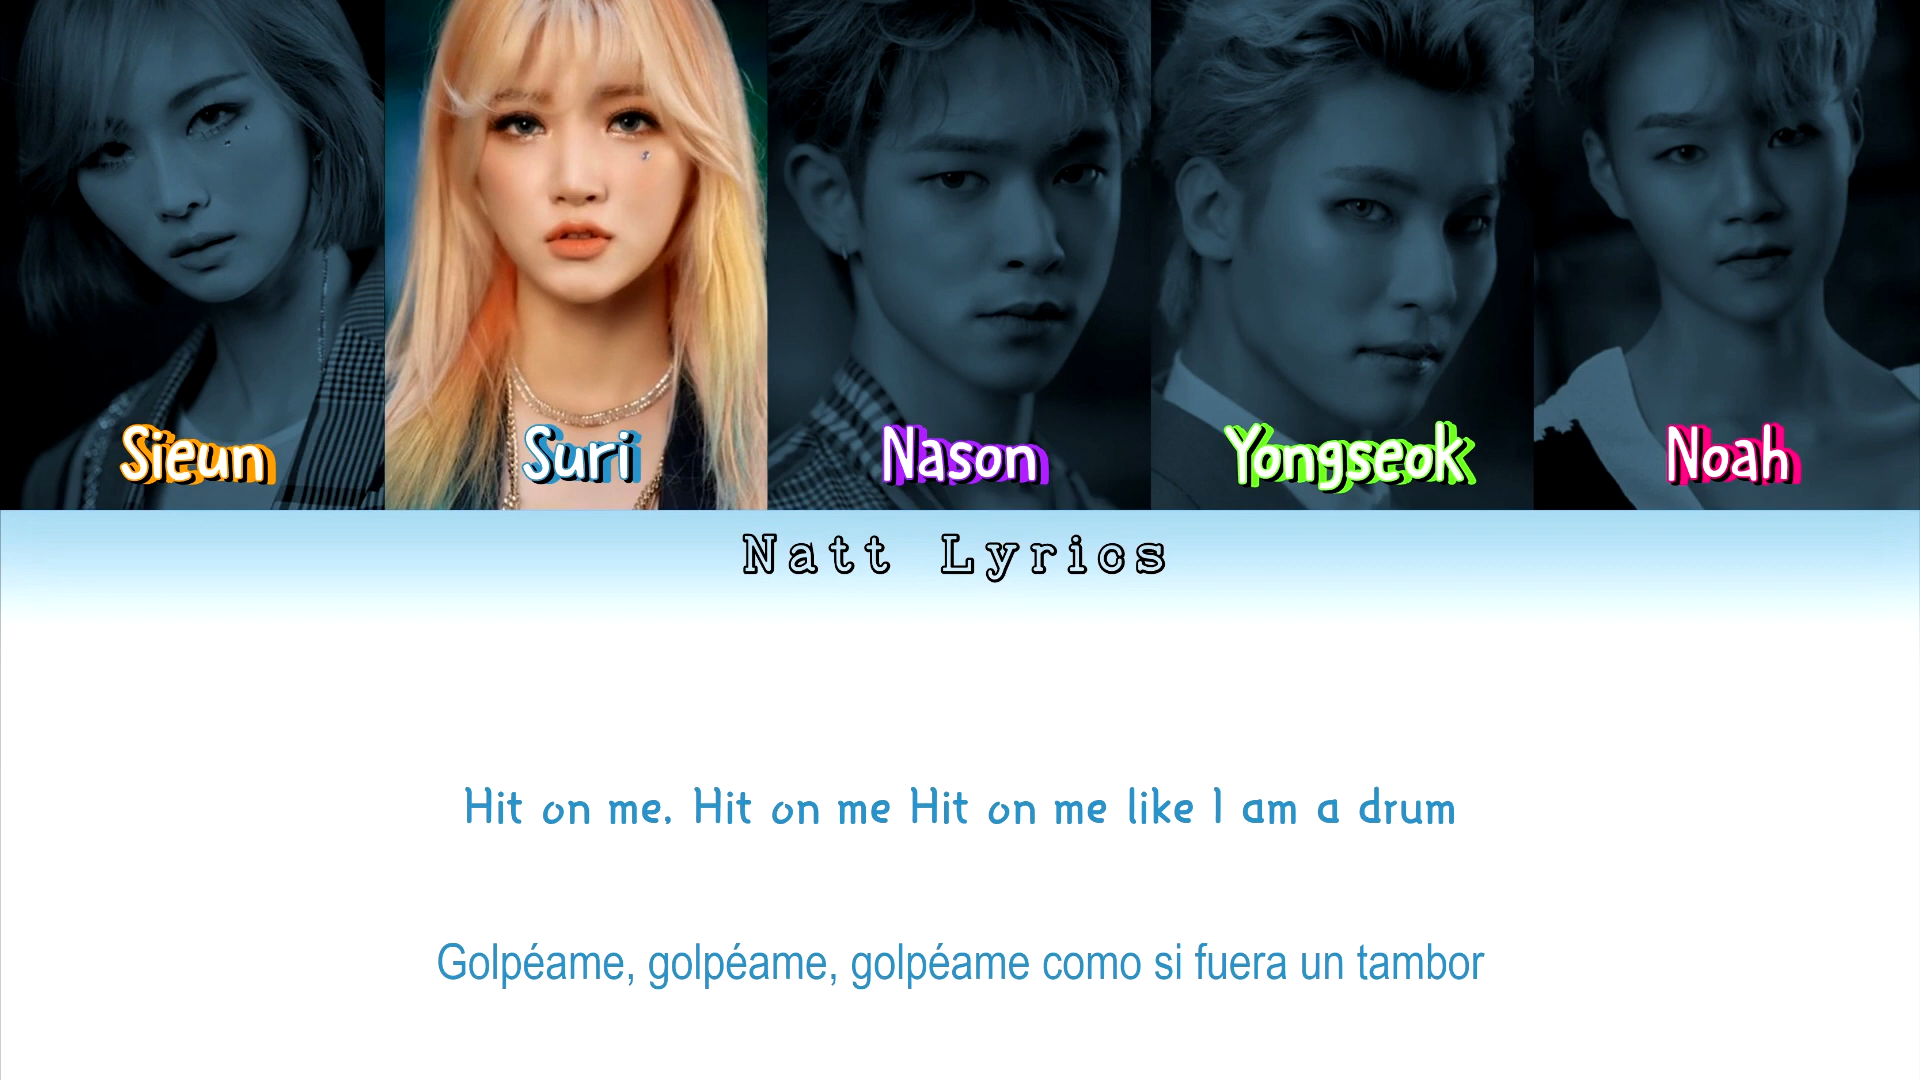 Sieun Suri Nason Yongseok Noah
Natt Lyrics
Hit on me. Hit on me Hit on me like I am a drum
Golpéame, golpéame, golpéame como si fuera un tambor